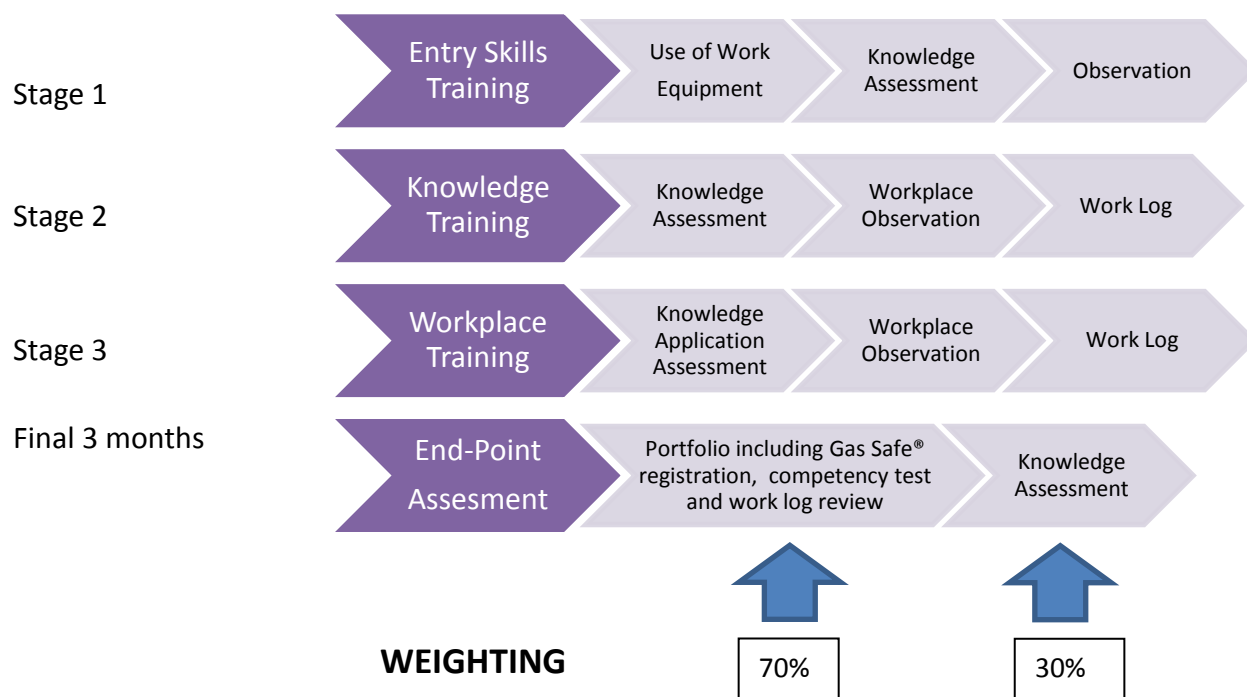 Stage 1
Entry Skills
Training
Use of Work
Equipment
Knowledge
Assessment
Observation
Stage 2
Knowledge
Training
Knowledge
Assessment
Workplace
Observation
Work Log
Stage 3
Workplace
Training
Knowledge
Application
Assessment
Workplace
Observation
Work Log
Final 3 months
End-Point
Assesment
Portfolio including Gas Safe®
registration,  competency test
and work log review
Knowledge
Assessment
WEIGHTING
70%
30%